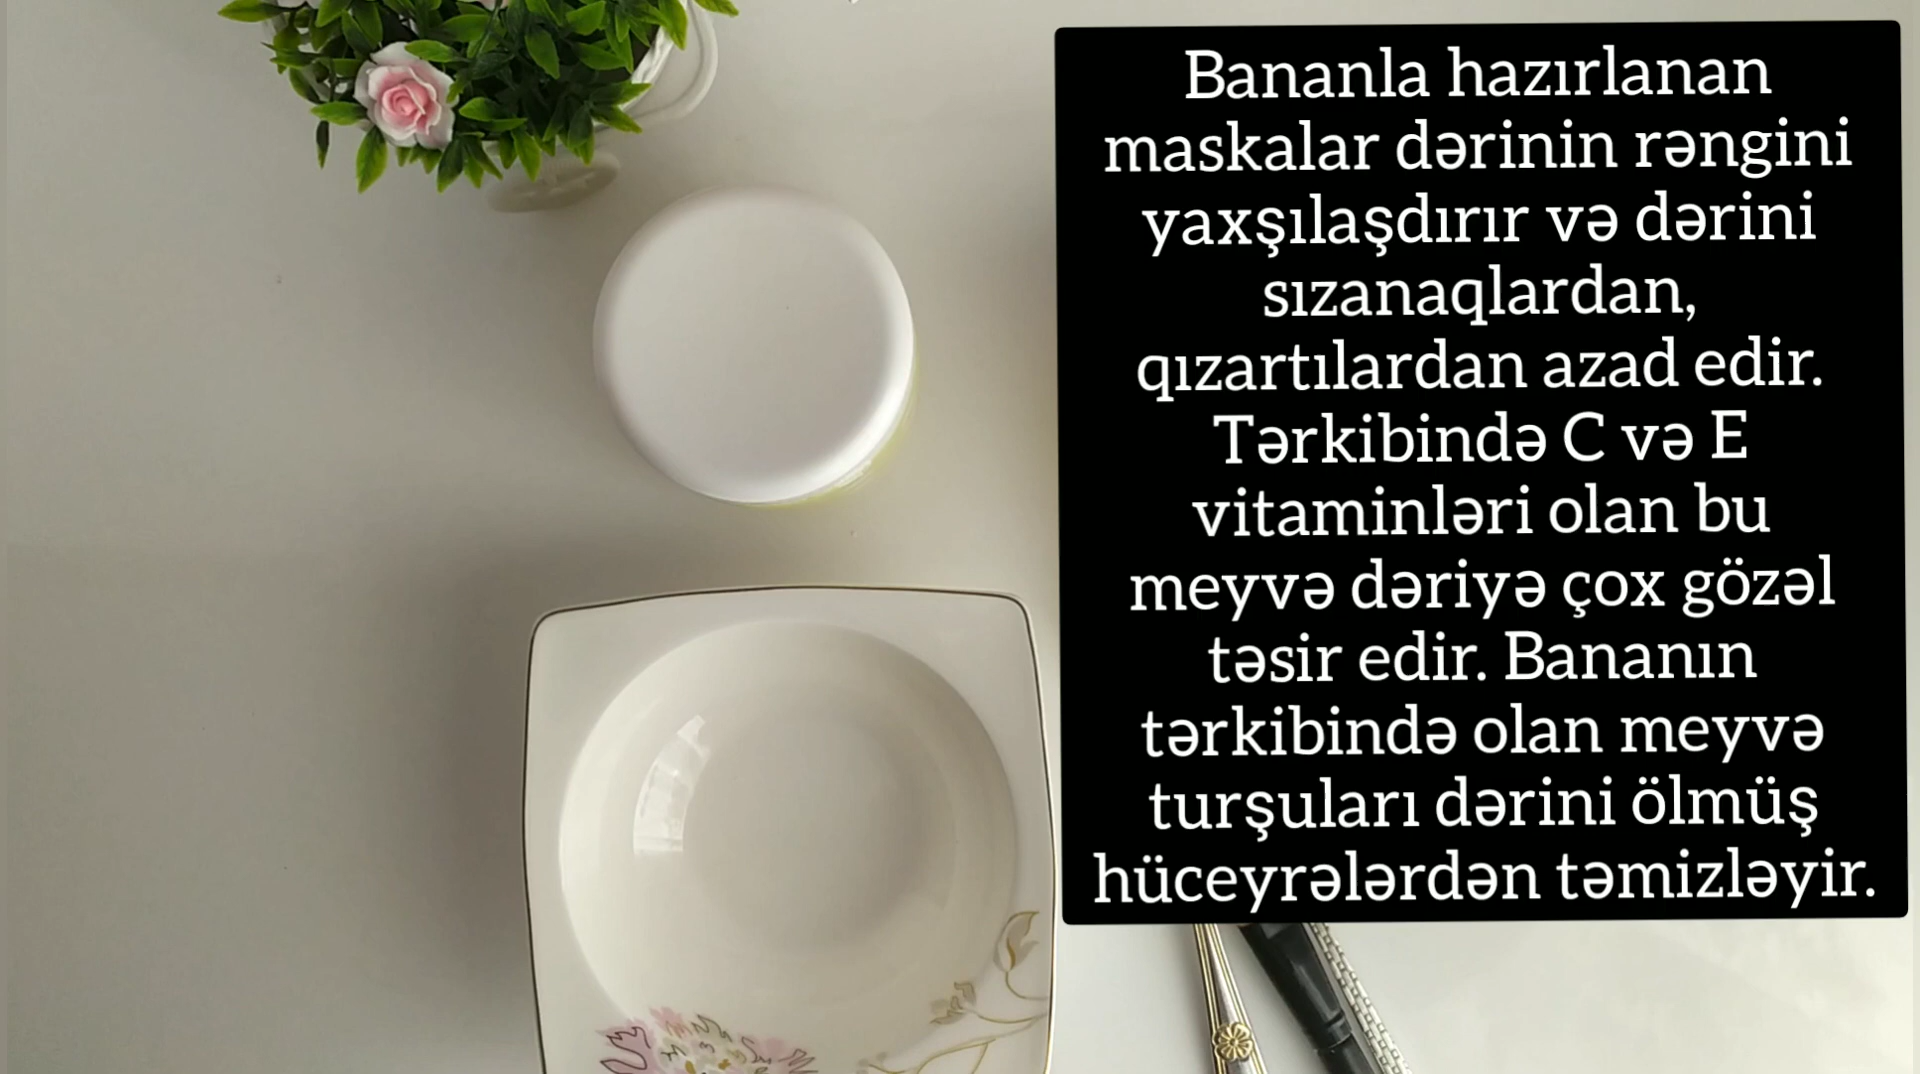 Bananla hazırlanan
maskalar dərinin rəngini
yaxşılaşdırır və dərini
sızanaqlardan,
qızartılardan azad edir.
Tərkibində C və E
vitaminləri olan bu
meyvə dəriyə çox gözəl
təsir edir. Bananın
tərkibində olan meyvə
turşuları dərini ölmüş
hüceyrələrdən təmizləyir.